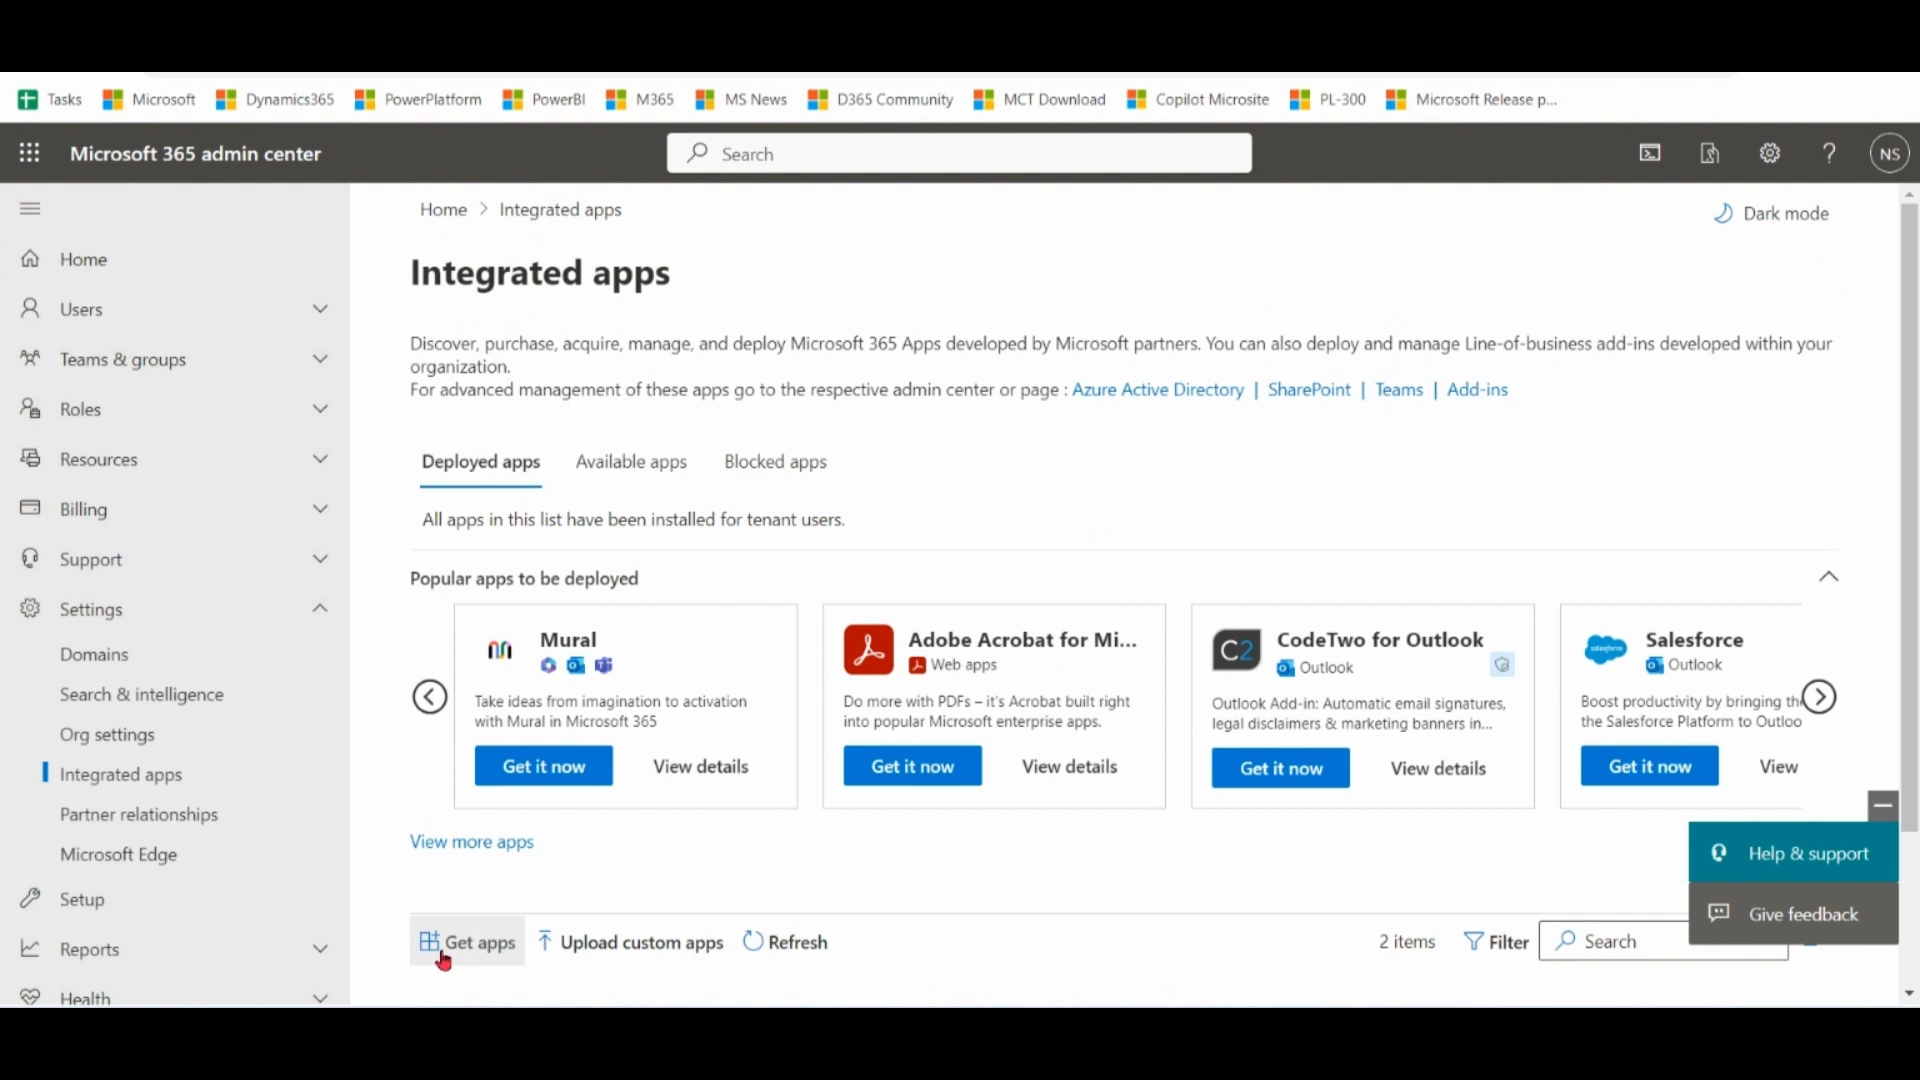 Tasks Microsoft Dynamics365 PowerPlatform PowerBI M365 MS News D365 Community MCT Download Copilot Microsite PL-300 Microsoft Release p...
Microsoft 365 admin center Search ? NS
Home > Integrated apps
Dark mode
Home
Users
Teams & groups
Roles
Resources
Billing
Support
Settings
Domains
Search & intelligence
Org settings
Integrated apps
Partner relationships
Microsoft Edge
Setup
Reports
Health
Integrated apps
Discover, purchase, acquire, manage, and deploy Microsoft 365 Apps developed by Microsoft partners. You can also deploy and manage Line-of-business add-ins developed within your
organization.
For advanced management of these apps go to the respective admin center or page : Azure Active Directory | SharePoint | Teams | Add-ins
Deployed apps Available apps Blocked apps
All apps in this list have been installed for tenant users.
Popular apps to be deployed
Mural
Take ideas from imagination to activation
with Mural in Microsoft 365
Get it now View details
Adobe Acrobat for Mi...
Web apps
Do more with PDFs – it's Acrobat built right
into popular Microsoft enterprise apps.
Get it now View details
C2 CodeTwo for Outlook
Outlook
Outlook Add-in: Automatic email signatures,
legal disclaimers & marketing banners in...
Get it now View details
salesforce Salesforce
Outlook
Boost productivity by bringing th
the Salesforce Platform to Outloo
Get it now View
View more apps
Help & support
Give feedback
Get apps Upload custom apps Refresh 2 items Filter Search